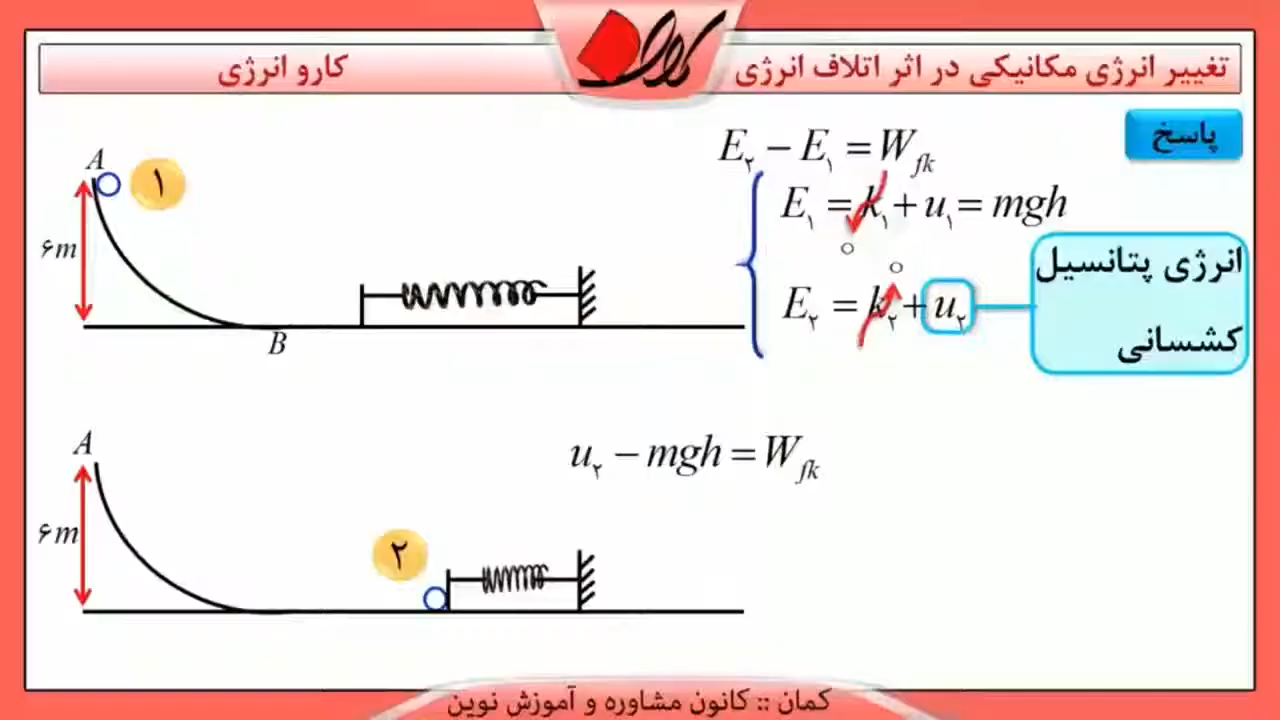 تغییر انرژی مکانیکی در اثر اتلاف انرژی
کمان
کارو انرژی
پاسخ
E۲ − E۱ = Wfk
E۱ = k۱ + u۱ = mgh
○
○
E۲ = k۲ + u۲
انرژی پتانسیل
کشسانی
A
۱
۶m
B
u۲ − mgh = Wfk
A
۶m
۲
کمان :: کانون مشاوره و آموزش نوین